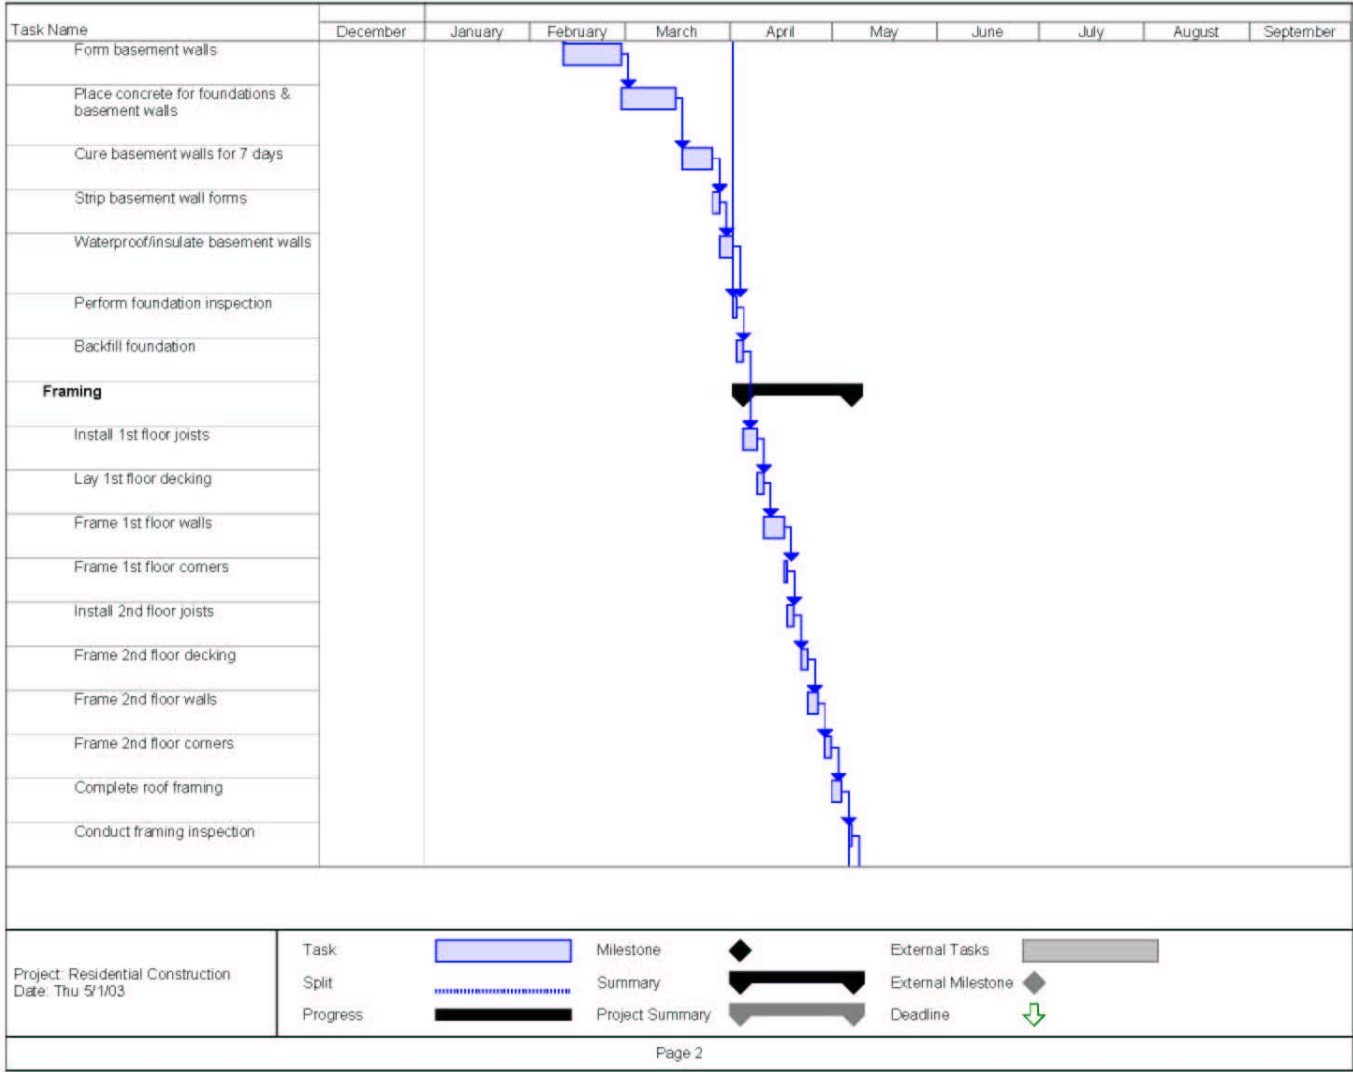 Task Name
December January February March April May June July August September
Form basement walls
Place concrete for foundations &
basement walls
Cure basement walls for 7 days
Strip basement wall forms
Waterproof/insulate basement walls
Perform foundation inspection
Backfill foundation
Framing
Install 1st floor joists
Lay 1st floor decking
Frame 1st floor walls
Frame 1st floor corners
Install 2nd floor joists
Frame 2nd floor decking
Frame 2nd floor walls
Frame 2nd floor corners
Complete roof framing
Conduct framing inspection
Project: Residential Construction
Date: Thu 5/1/03
Task
Split
Progress
Milestone
Summary
Project Summary
External Tasks
External Milestone
Deadline
Page 2